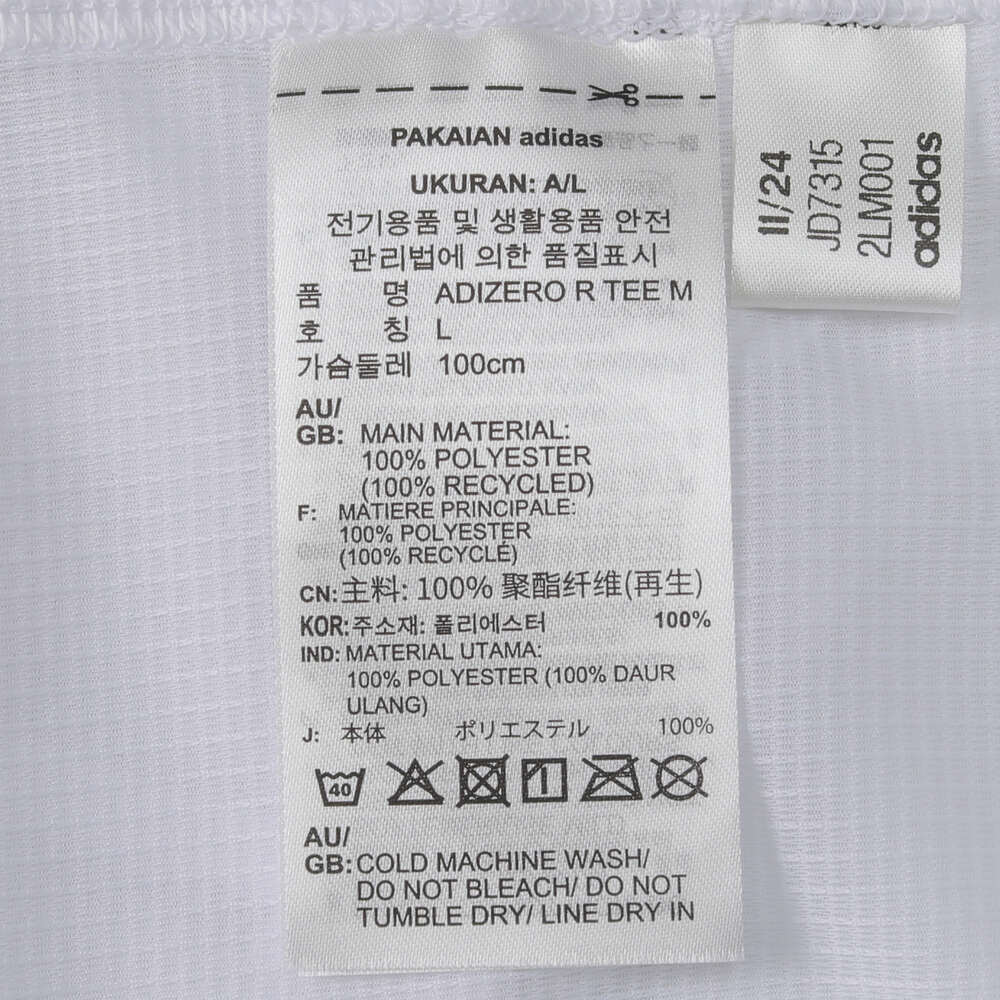 PAKAIAN adidas
UKURAN: A/L
전기용품 및 생활용품 안전
관리법에 의한 품질표시
품 명 ADIZERO R TEE M
호 칭 L
가슴둘레 100cm
AU/
GB: MAIN MATERIAL:
100% POLYESTER
(100% RECYCLED)
F: MATIERE PRINCIPALE:
100% POLYESTER
(100% RECYCLÉ)
CN: 主料: 100% 聚酯纤维(再生)
KOR: 주소재: 폴리에스터 100%
IND: MATERIAL UTAMA:
100% POLYESTER (100% DAUR
ULANG)
J: 本体 ポリエステル 100%
40
AU/
GB: COLD MACHINE WASH/
DO NOT BLEACH/ DO NOT
TUMBLE DRY/ LINE DRY IN
11/24
JD7315
2LM001
adidas